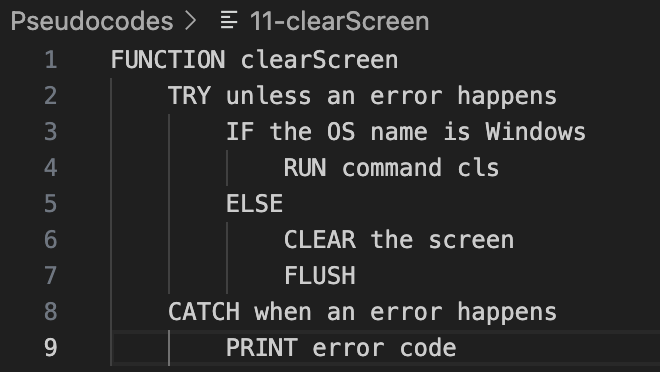 Pseudocodes > 11-clearScreen
1 FUNCTION clearScreen
2 TRY unless an error happens
3 IF the OS name is Windows
4 RUN command cls
5 ELSE
6 CLEAR the screen
7 FLUSH
8 CATCH when an error happens
9 PRINT error code